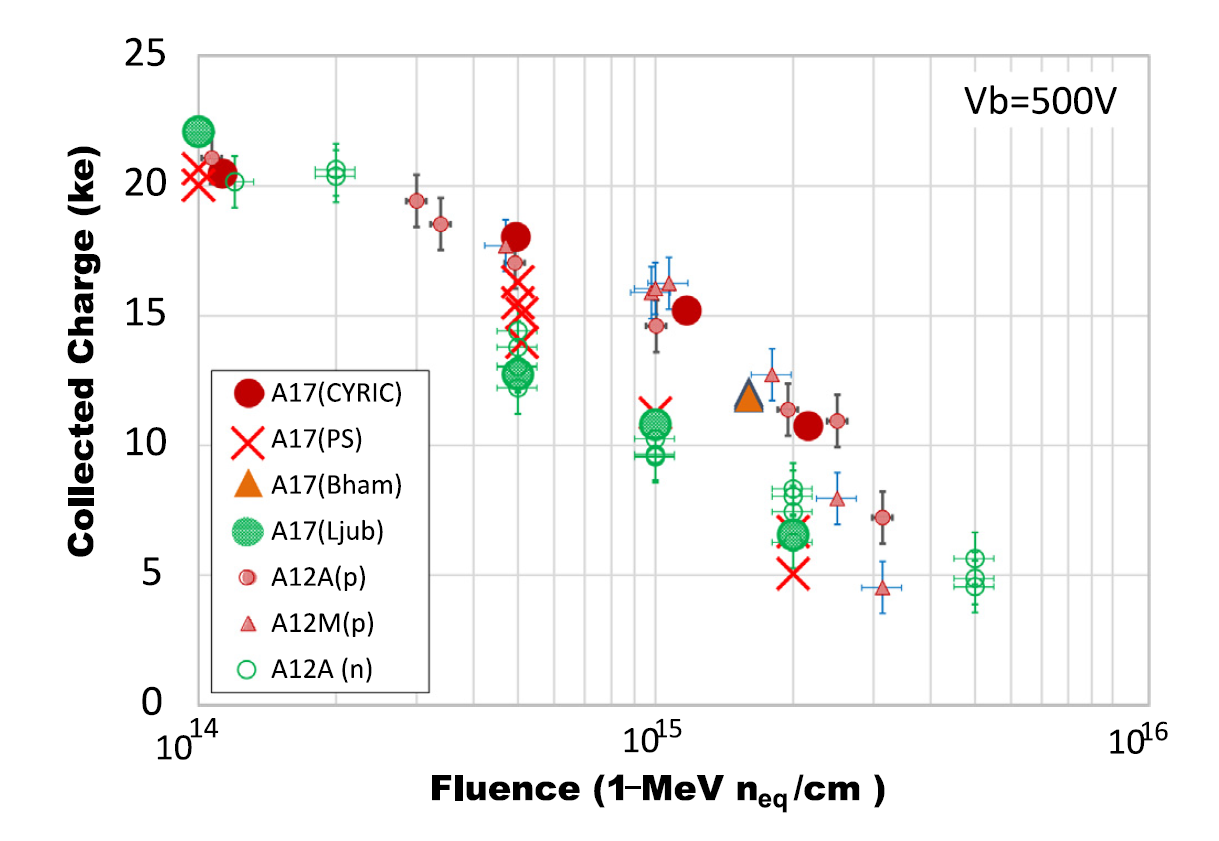 25
Vb=500V
20
15
10
5
0
Collected Charge (ke)
A17(CYRIC)
A17(PS)
A17(Bham)
A17(Ljub)
A12A(p)
A12M(p)
A12A (n)
10^14
10^15
10^16
Fluence (1–MeV n_eq /cm )